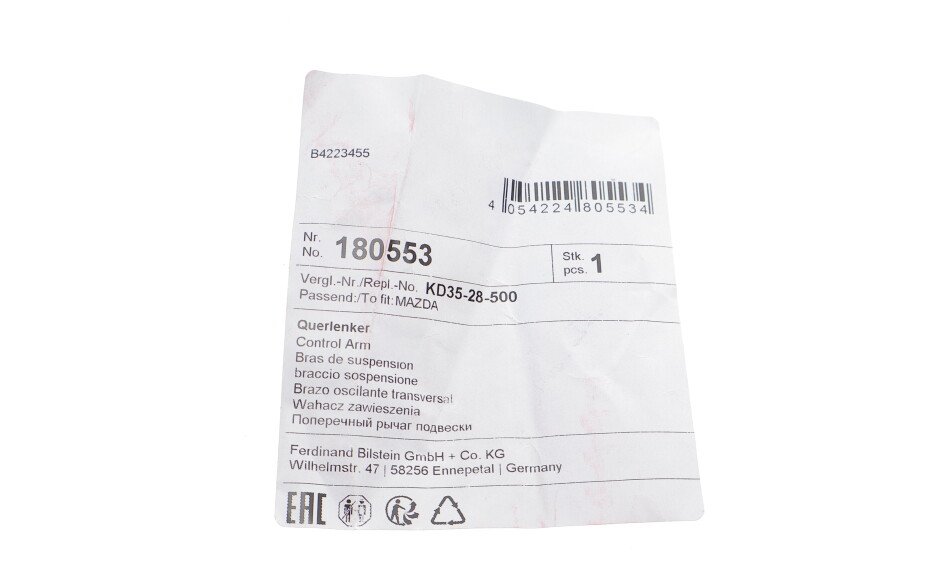 B4223455
4 054224 805534
Nr.
No. 180553
Stk.
pcs. 1
Vergl.-Nr./Repl.-No. KD35-28-500
Passend:/To fit: MAZDA
Querlenker
Control Arm
Bras de suspension
braccio sospensione
Brazo oscilante transversal
Wahacz zawieszenia
Поперечный рычаг подвески
Ferdinand Bilstein GmbH + Co. KG
Wilhelmstr. 47 | 58256 Ennepetal | Germany
EAC